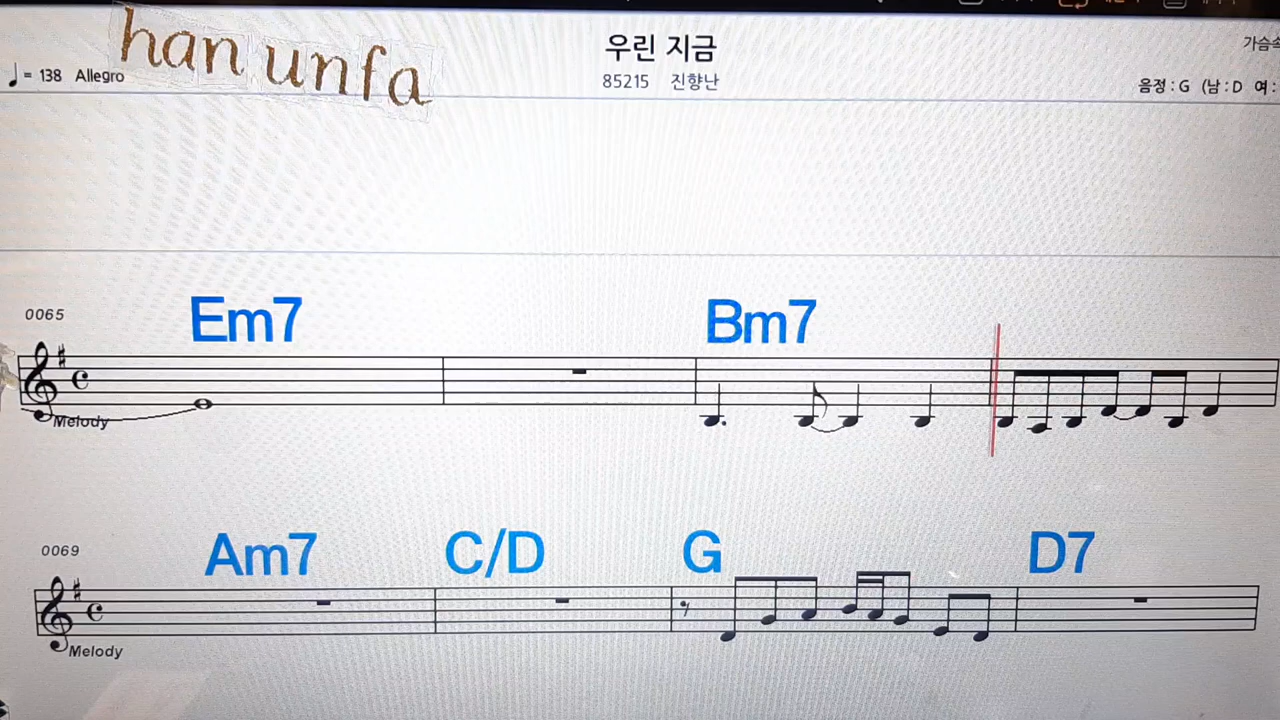 han unfa
우린 지금
♩= 138 Allegro
85215 진향난
음정 : G (남 : D 여 :
0065
Em7
Bm7
Melody
0069
Am7
C/D
G
D7
Melody